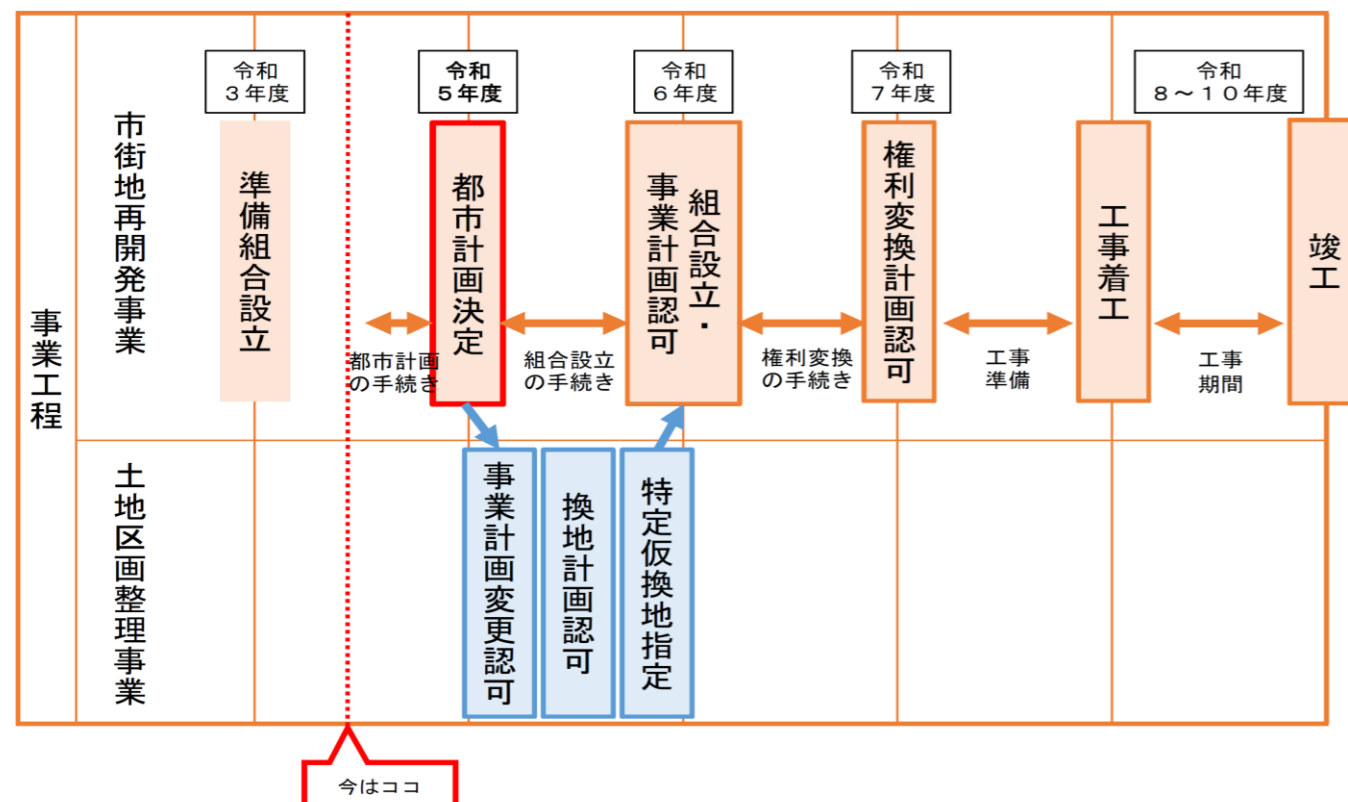 事業工程
市街地再開発事業
土地区画整理事業
令和
３年度
準備組合設立
都市計画
の手続き
令和
５年度
都市計画決定
組合設立
の手続き
令和
６年度
組合設立・
事業計画認可
権利変換
の手続き
令和
７年度
権利変換計画認可
工事
準備
工事着工
令和
８～１０年度
工事
期間
竣工
事業計画変更認可
換地計画認可
特定仮換地指定
今はココ